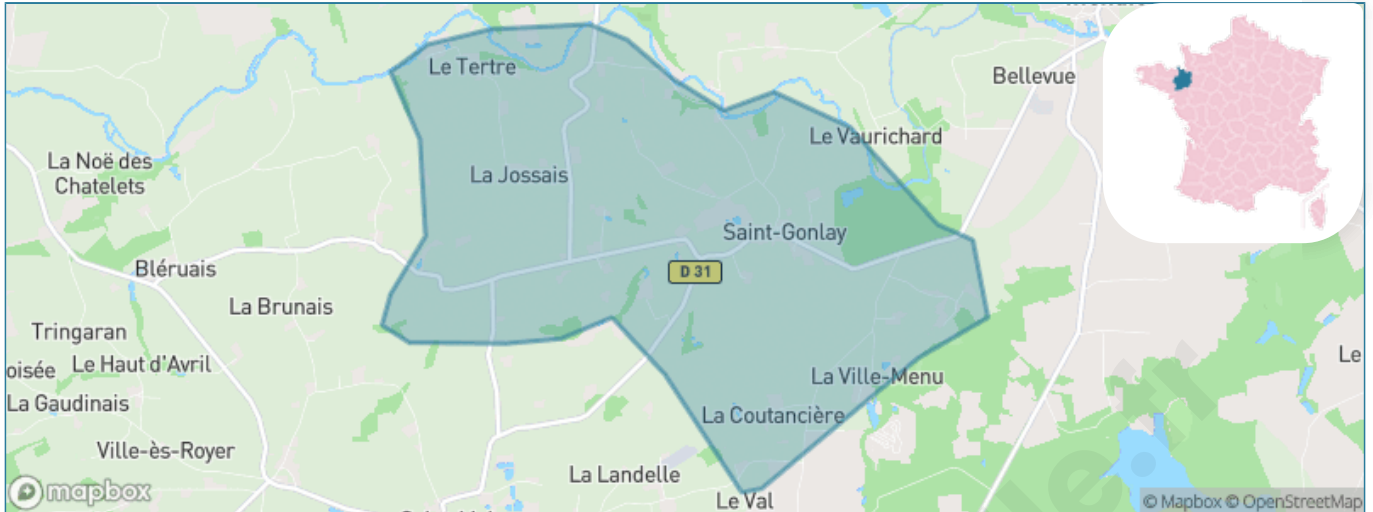 Le Tertre
Bellevue
Le Vaurichard
La Noë des
Chatelets
La Jossais
Saint-Gonlay
Bléruais
D 31
La Brunais
Tringaran
oisée
Le Haut d'Avril
Le
La Ville-Menu
La Gaudinais
La Coutancière
Ville-ès-Royer
La Landelle
mapbox
Le Val
© Mapbox © OpenStreetMap